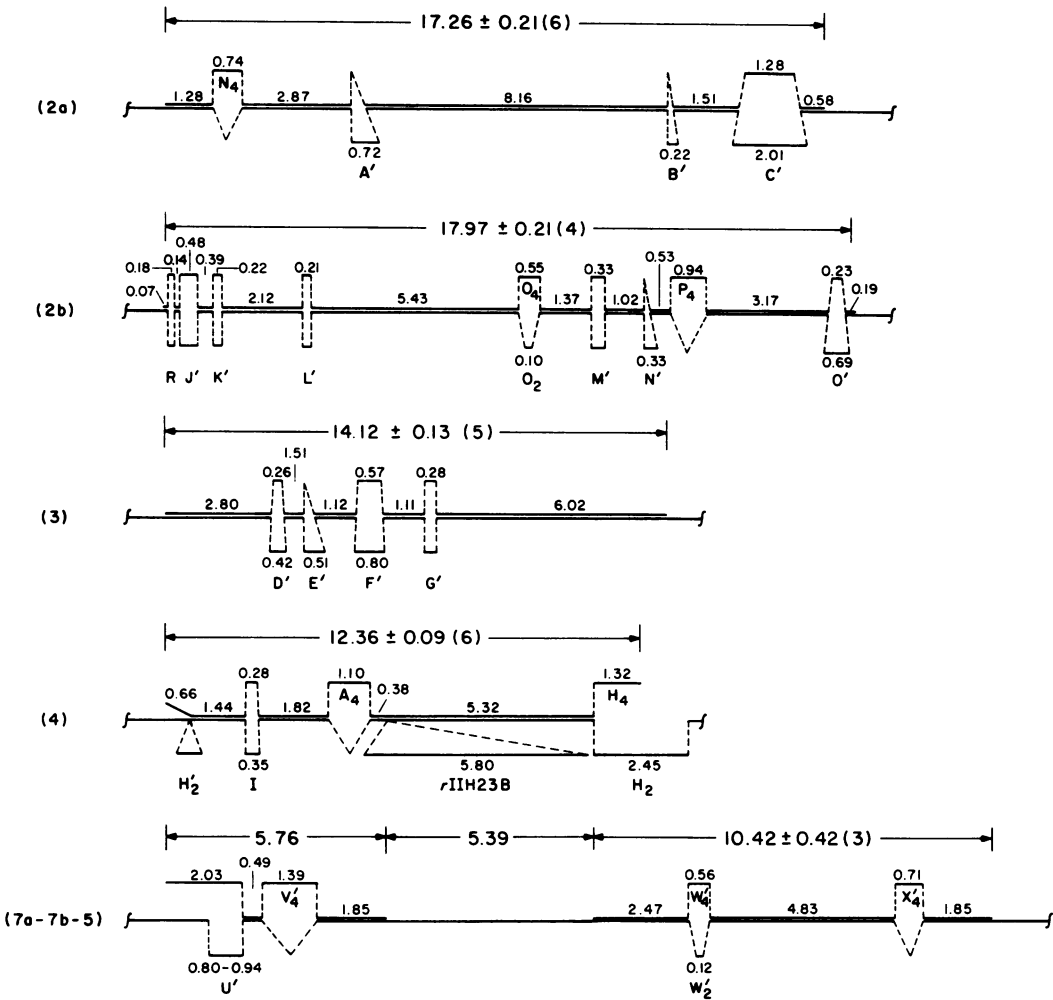 17.26 ± 0.21 (6)
0.74
1.28
N4
1.28 2.87 8.16 1.51 0.58
(2a)
0.72 0.22 2.01
A′ B′ C′
17.97 ± 0.21 (4)
0.48
0.18 0.14 0.39 0.22 0.21 0.55 0.33 0.53 0.94 0.23
0.07 2.12 5.43 O4 1.37 1.02 P4 3.17 0.19
(2b)
0.10 0.33 0.69
R J′ K′ L′ O2 M′ N′ O′
14.12 ± 0.13 (5)
1.51
0.26 0.57 0.28
2.80 1.12 1.11 6.02
(3)
0.42 0.51 0.80
D′ E′ F′ G′
12.36 ± 0.09 (6)
0.28 1.10 1.32
0.66 1.44 1.82 A4 0.38 5.32 H4
(4)
0.35 5.80 2.45
H′2 I rIIH23B H2
5.76 5.39 10.42 ± 0.42 (3)
0.49
2.03 1.39 0.56 0.71
V′4 W′4 X′4
1.85 2.47 4.83 1.85
(7a-7b-5)
0.80-0.94 0.12
U′ W′2